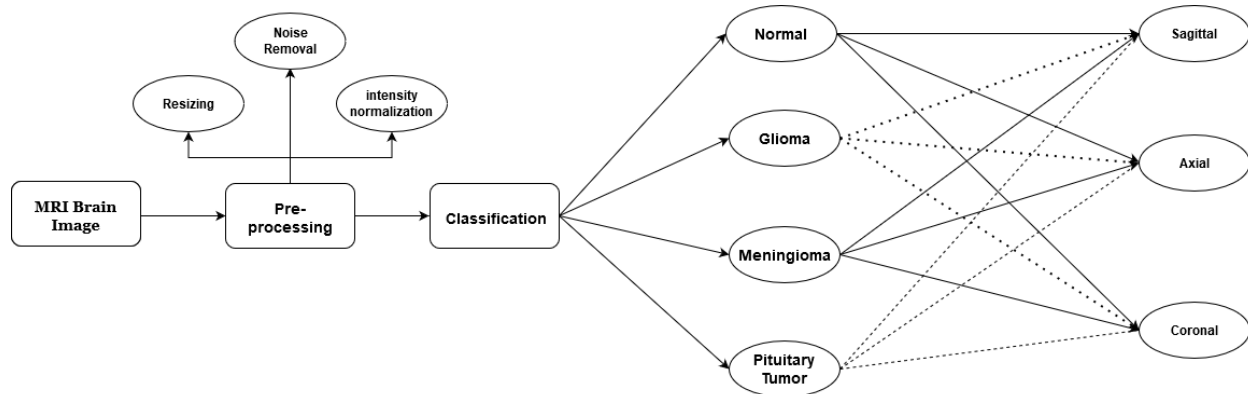 Noise
Removal
Resizing
intensity
normalization
MRI Brain
Image
Pre-
processing
Classification
Normal
Glioma
Meningioma
Pituitary
Tumor
Sagittal
Axial
Coronal